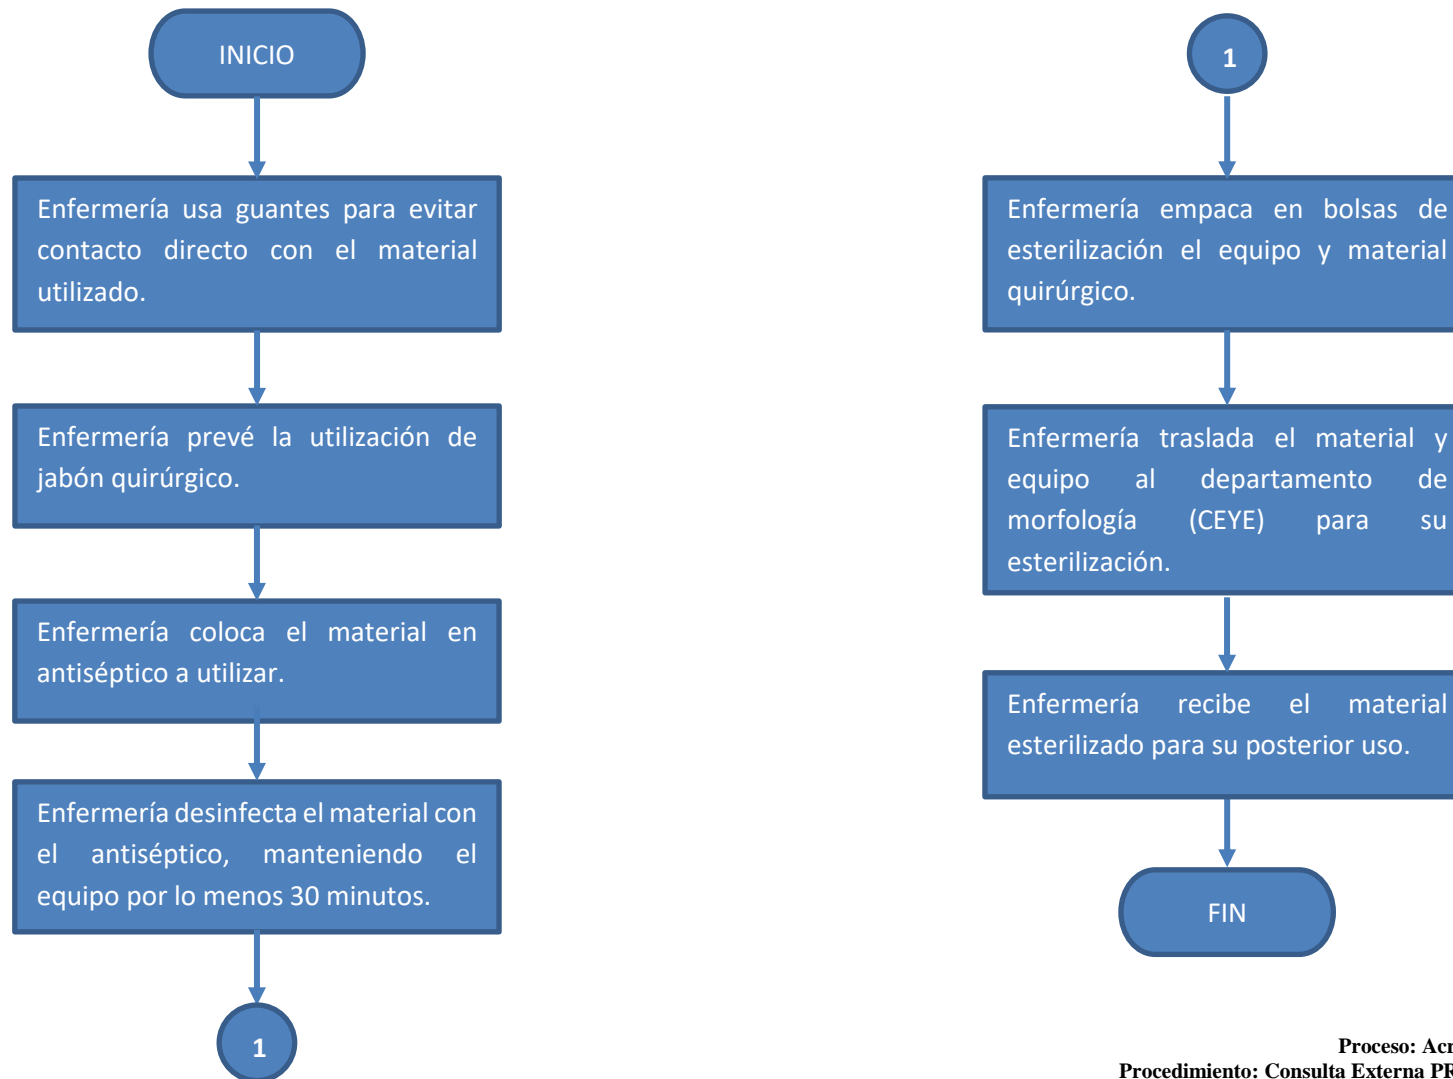 INICIO
Enfermería usa guantes para evitar
contacto directo con el material
utilizado.
Enfermería prevé la utilización de
jabón quirúrgico.
Enfermería coloca el material en
antiséptico a utilizar.
Enfermería desinfecta el material con
el antiséptico, manteniendo el
equipo por lo menos 30 minutos.
1
1
Enfermería empaca en bolsas de
esterilización el equipo y material
quirúrgico.
Enfermería traslada el material y
equipo al departamento de
morfología (CEYE) para su
esterilización.
Enfermería recibe el material
esterilizado para su posterior uso.
FIN
Proceso:
Procedimiento: Consulta Externa